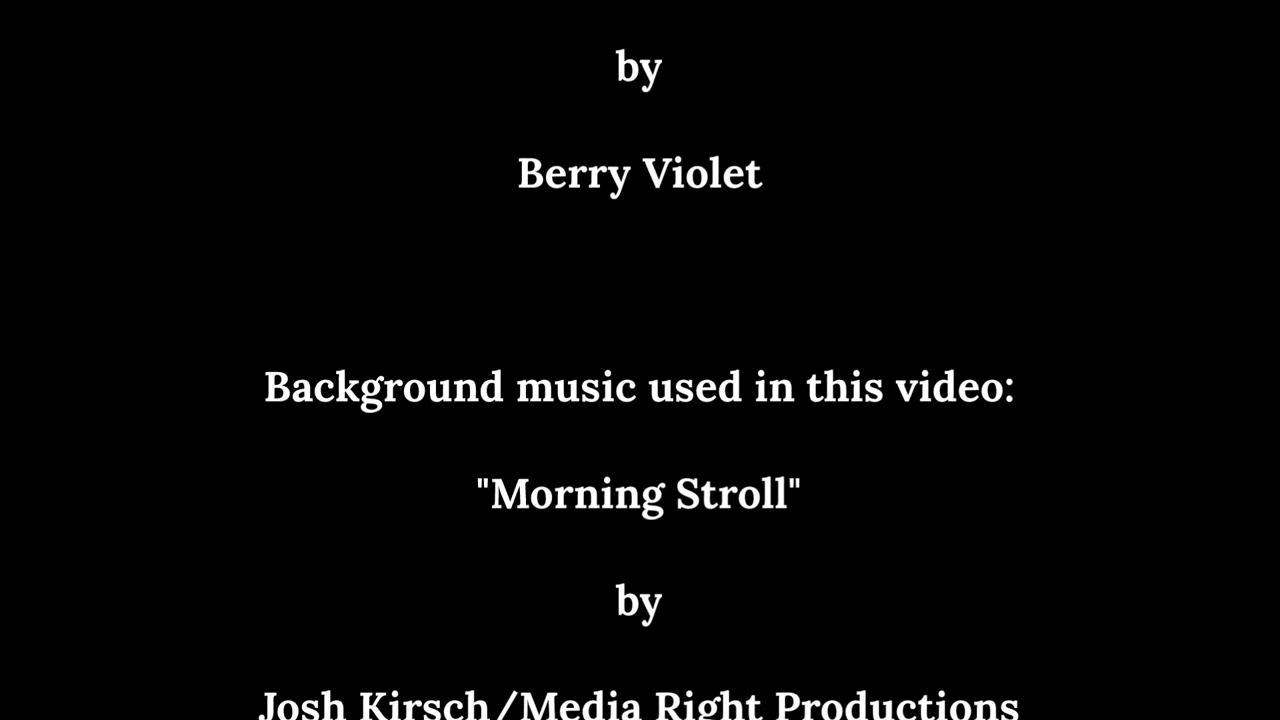 by
Berry Violet
Background music used in this video:
"Morning Stroll"
by
Josh Kirsch/Media Right Productions